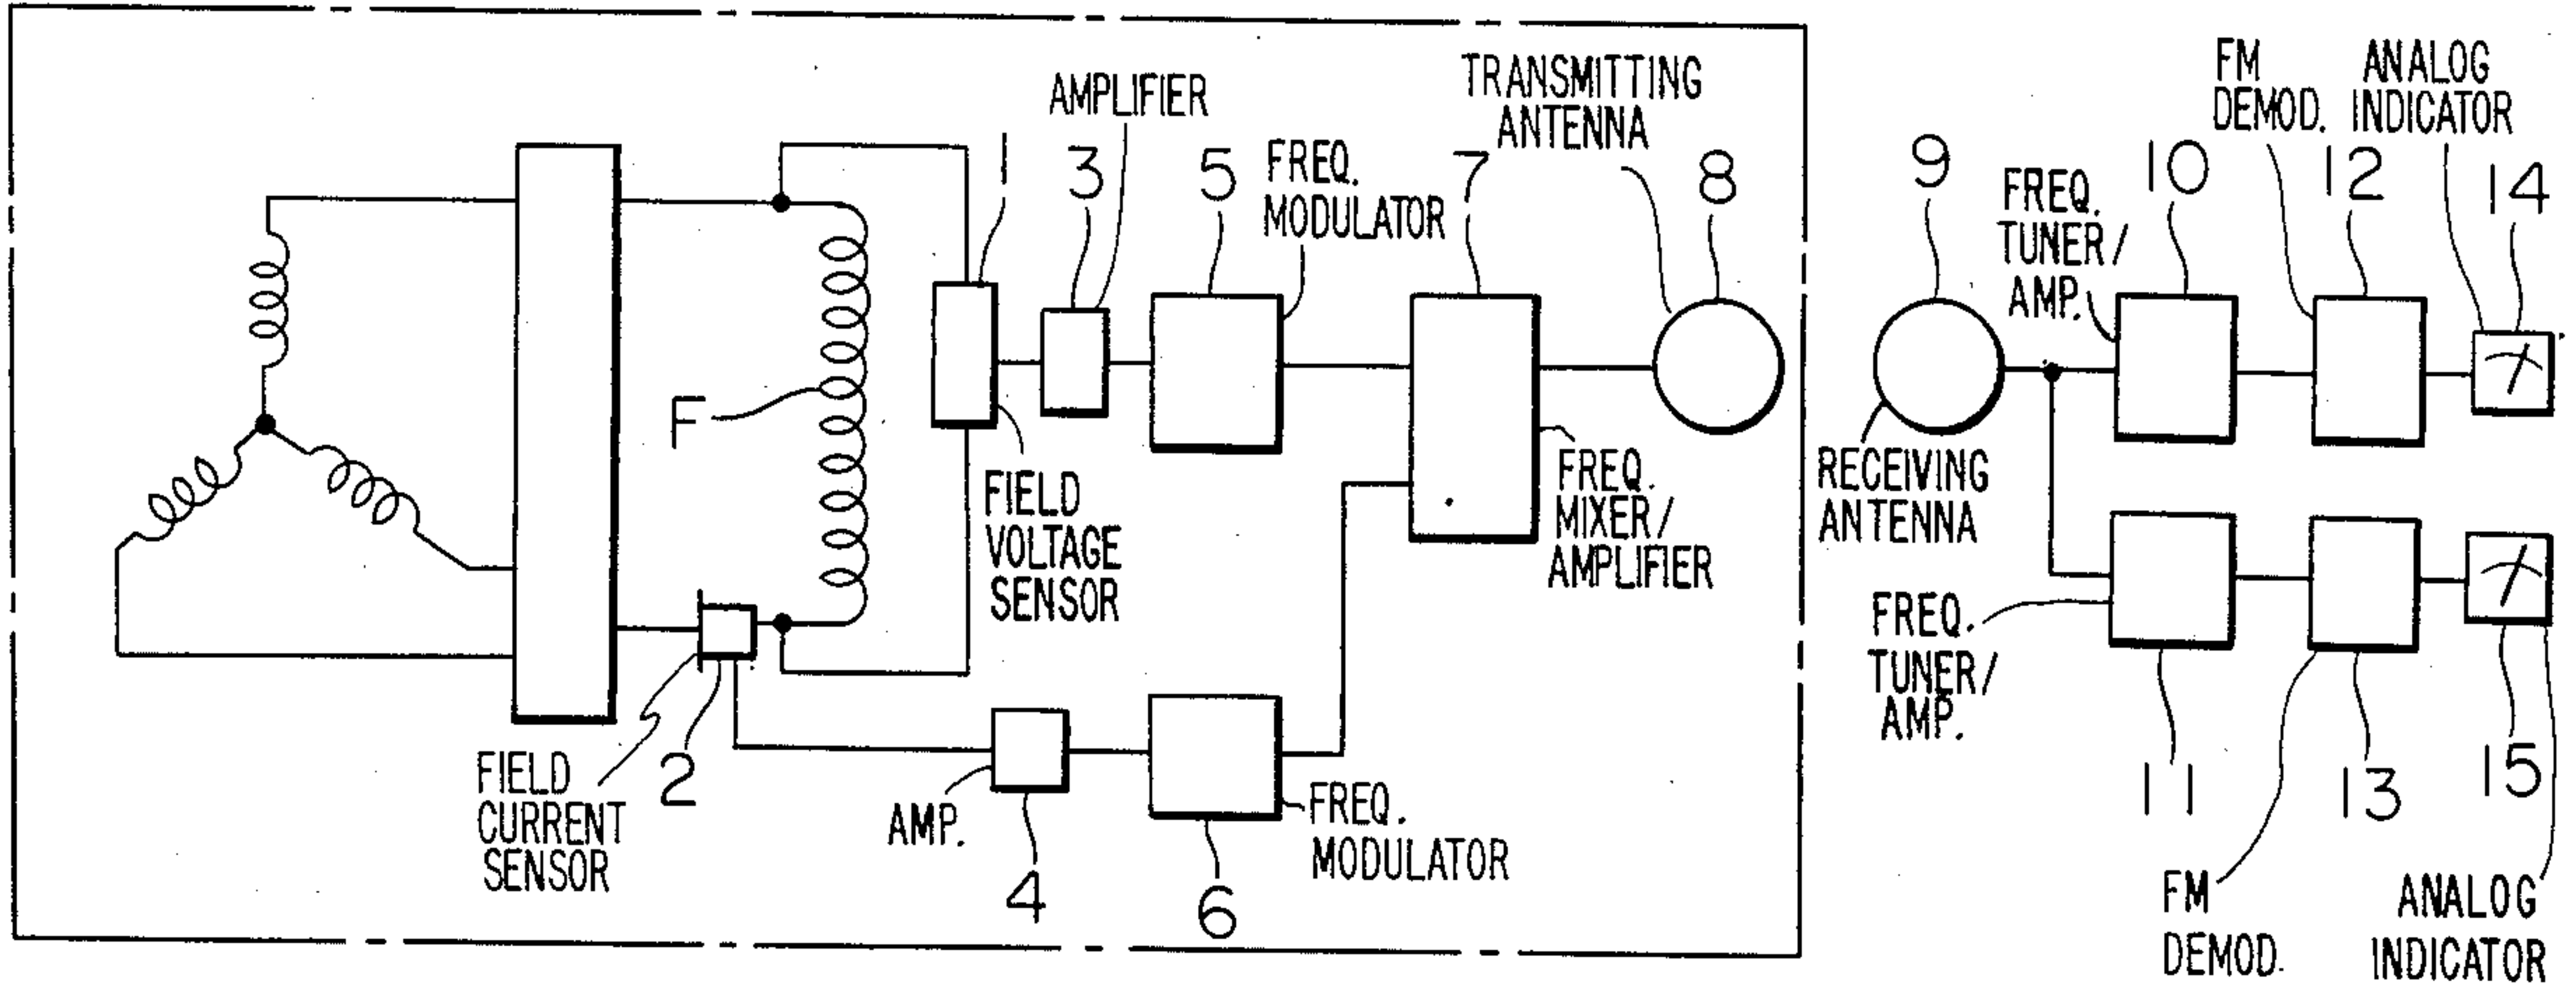 AMPLIFIER
1
3
5
FREQ.
MODULATOR
7
TRANSMITTING
ANTENNA
8
F
FIELD
VOLTAGE
SENSOR
FREQ.
MIXER/
AMPLIFIER
FIELD
CURRENT
SENSOR
2
AMP.
4
6
FREQ.
MODULATOR
9
RECEIVING
ANTENNA
FREQ.
TUNER/
AMP.
10
FM
DEMOD.
12
ANALOG
INDICATOR
14
FREQ.
TUNER/
AMP.
11
13
15
FM
DEMOD.
ANALOG
INDICATOR